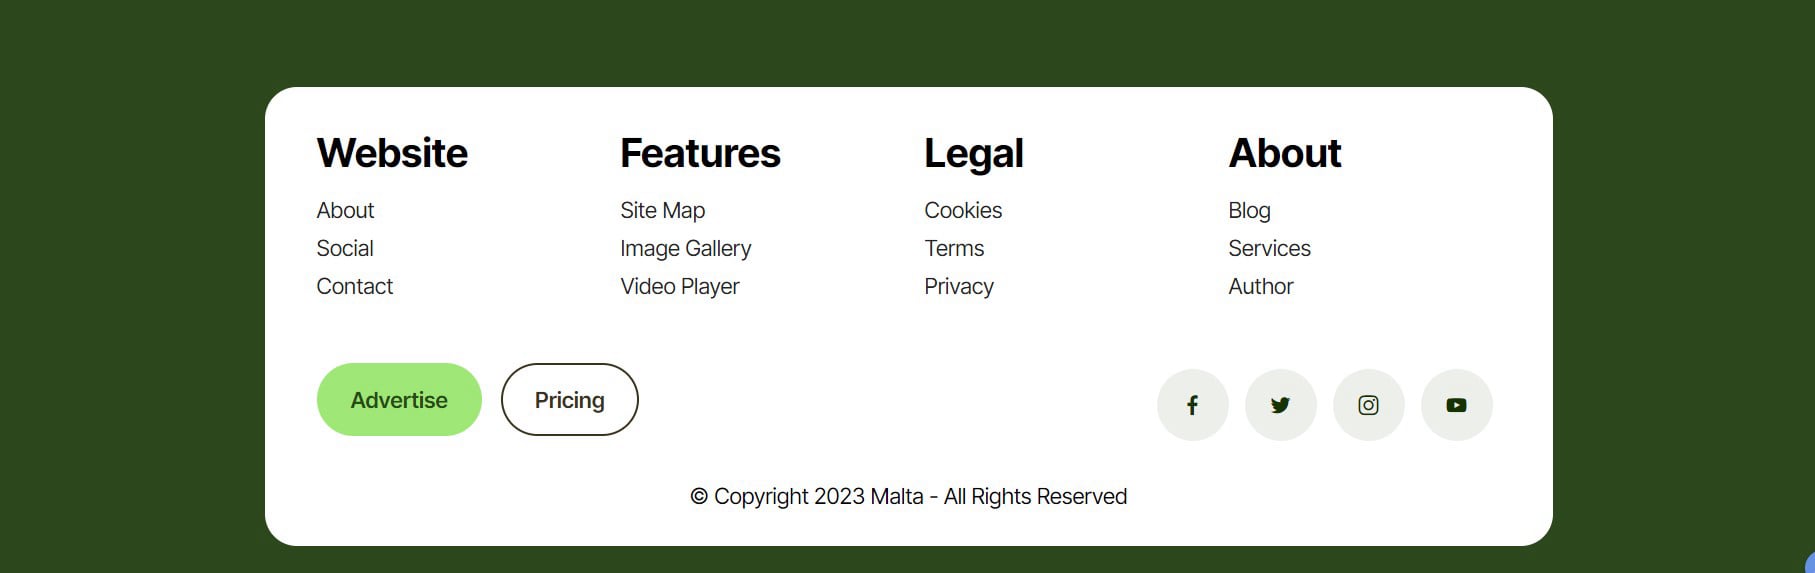 Website
About
Social
Contact
Features
Site Map
Image Gallery
Video Player
Legal
Cookies
Terms
Privacy
About
Blog
Services
Author
Advertise
Pricing
© Copyright 2023 Malta - All Rights Reserved